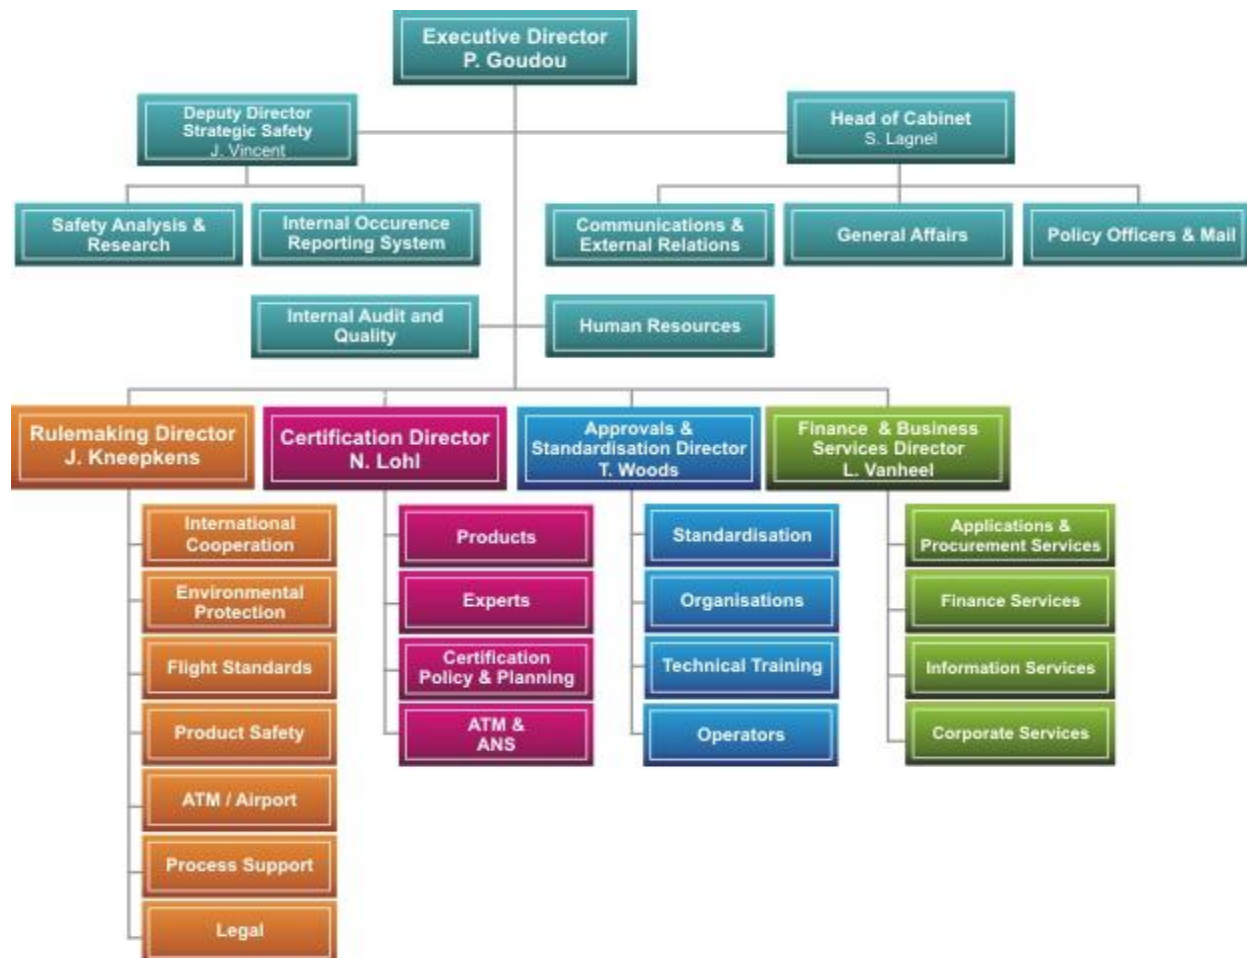 Executive Director
P. Goudou
Deputy Director
Strategic Safety
J. Vincent
Head of Cabinet
S. Lagnel
Safety Analysis &
Research
Internal Occurence
Reporting System
Communications &
External Relations
General Affairs
Policy Officers & Mail
Internal Audit and
Quality
Human Resources
Rulemaking Director
J. Kneepkens
Certification Director
N. Lohl
Approvals &
Standardisation Director
T. Woods
Finance & Business
Services Director
L. Vanheel
International
Cooperation
Environmental
Protection
Flight Standards
Product Safety
ATM / Airport
Process Support
Legal
Products
Experts
Certification
Policy & Planning
ATM &
ANS
Standardisation
Organisations
Technical Training
Operators
Applications &
Procurement Services
Finance Services
Information Services
Corporate Services